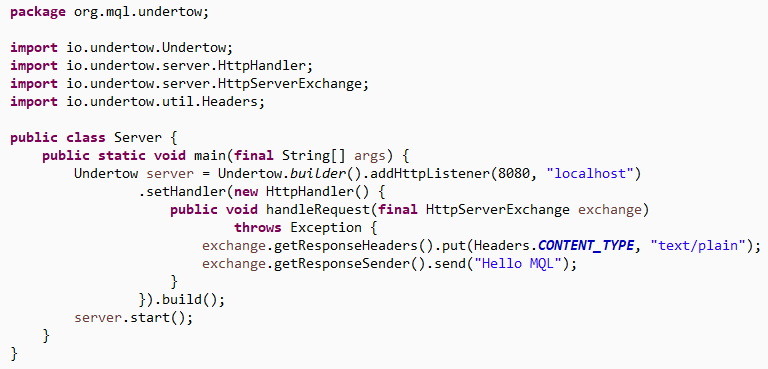 package org.mql.undertow;

import io.undertow.Undertow;
import io.undertow.server.HttpHandler;
import io.undertow.server.HttpServerExchange;
import io.undertow.util.Headers;

public class Server {
    public static void main(final String[] args) {
        Undertow server = Undertow.builder().addHttpListener(8080, "localhost")
                .setHandler(new HttpHandler() {
                    public void handleRequest(final HttpServerExchange exchange)
                            throws Exception {
                        exchange.getResponseHeaders().put(Headers.CONTENT_TYPE, "text/plain");
                        exchange.getResponseSender().send("Hello MQL");
                    }
                }).build();
        server.start();
    }
}